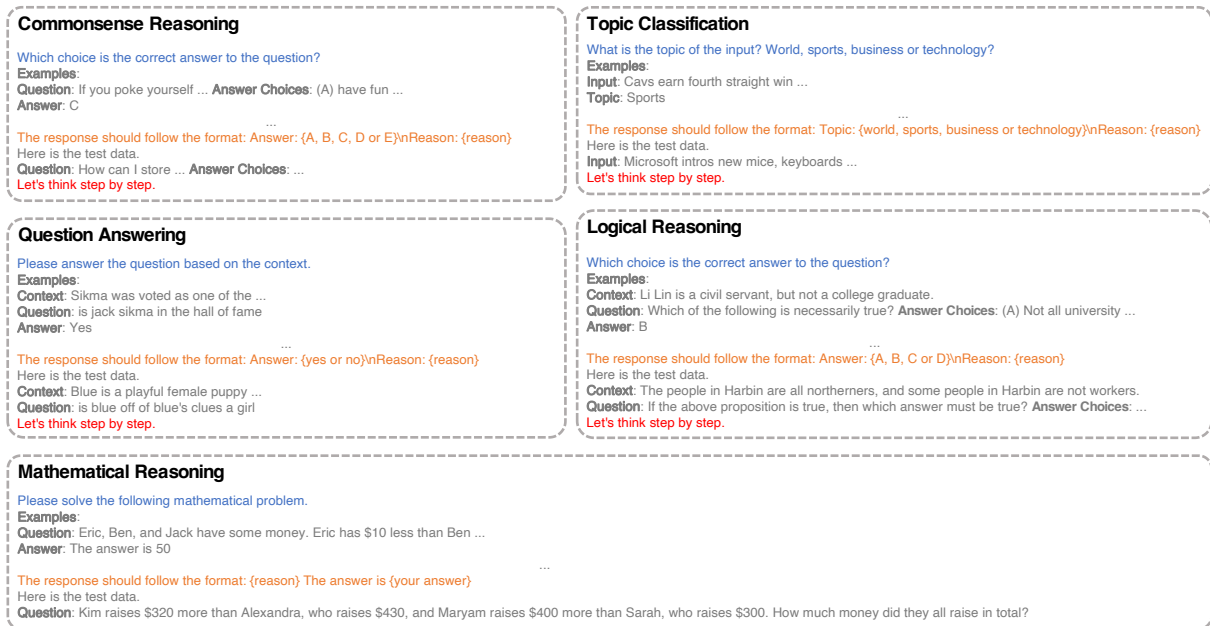 Commonsense Reasoning
Which choice is the correct answer to the question?
Examples:
Question: If you poke yourself ... Answer Choices: (A) have fun ...
Answer: C
...
The response should follow the format: Answer: {A, B, C, D or E}\nReason: {reason}
Here is the test data.
Question: How can I store ... Answer Choices: ...
Let's think step by step.
Topic Classification
What is the topic of the input? World, sports, business or technology?
Examples:
Input: Cavs earn fourth straight win ...
Topic: Sports
...
The response should follow the format: Topic: {world, sports, business or technology}\nReason: {reason}
Here is the test data.
Input: Microsoft intros new mice, keyboards ...
Let's think step by step.
Question Answering
Please answer the question based on the context.
Examples:
Context: Sikma was voted as one of the ...
Question: is jack sikma in the hall of fame
Answer: Yes
...
The response should follow the format: Answer: {yes or no}\nReason: {reason}
Here is the test data.
Context: Blue is a playful female puppy ...
Question: is blue off of blue's clues a girl
Let's think step by step.
Logical Reasoning
Which choice is the correct answer to the question?
Examples:
Context: Li Lin is a civil servant, but not a college graduate.
Question: Which of the following is necessarily true? Answer Choices: (A) Not all university ...
Answer: B
...
The response should follow the format: Answer: {A, B, C or D}\nReason: {reason}
Here is the test data.
Context: The people in Harbin are all northerners, and some people in Harbin are not workers.
Question: If the above proposition is true, then which answer must be true? Answer Choices: ...
Let's think step by step.
Mathematical Reasoning
Please solve the following mathematical problem.
Examples:
Question: Eric, Ben, and Jack have some money. Eric has $10 less than Ben ...
Answer: The answer is 50
...
The response should follow the format: {reason} The answer is {your answer}
Here is the test data.
Question: Kim raises $320 more than Alexandra, who raises $430, and Maryam raises $400 more than Sarah, who raises $300. How much money did they all raise in total?